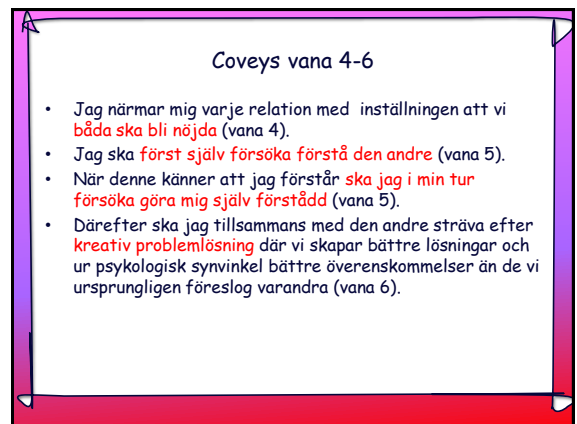 Coveys vana 4-6
• Jag närmar mig varje relation med inställningen att vi
båda ska bli nöjda (vana 4).
• Jag ska först själv försöka förstå den andre (vana 5).
• När denne känner att jag förstår ska jag i min tur
försöka göra mig själv förstådd (vana 5).
• Därefter ska jag tillsammans med den andre sträva efter
kreativ problemlösning där vi skapar bättre lösningar och
ur psykologisk synvinkel bättre överenskommelser än de vi
ursprungligen föreslog varandra (vana 6).